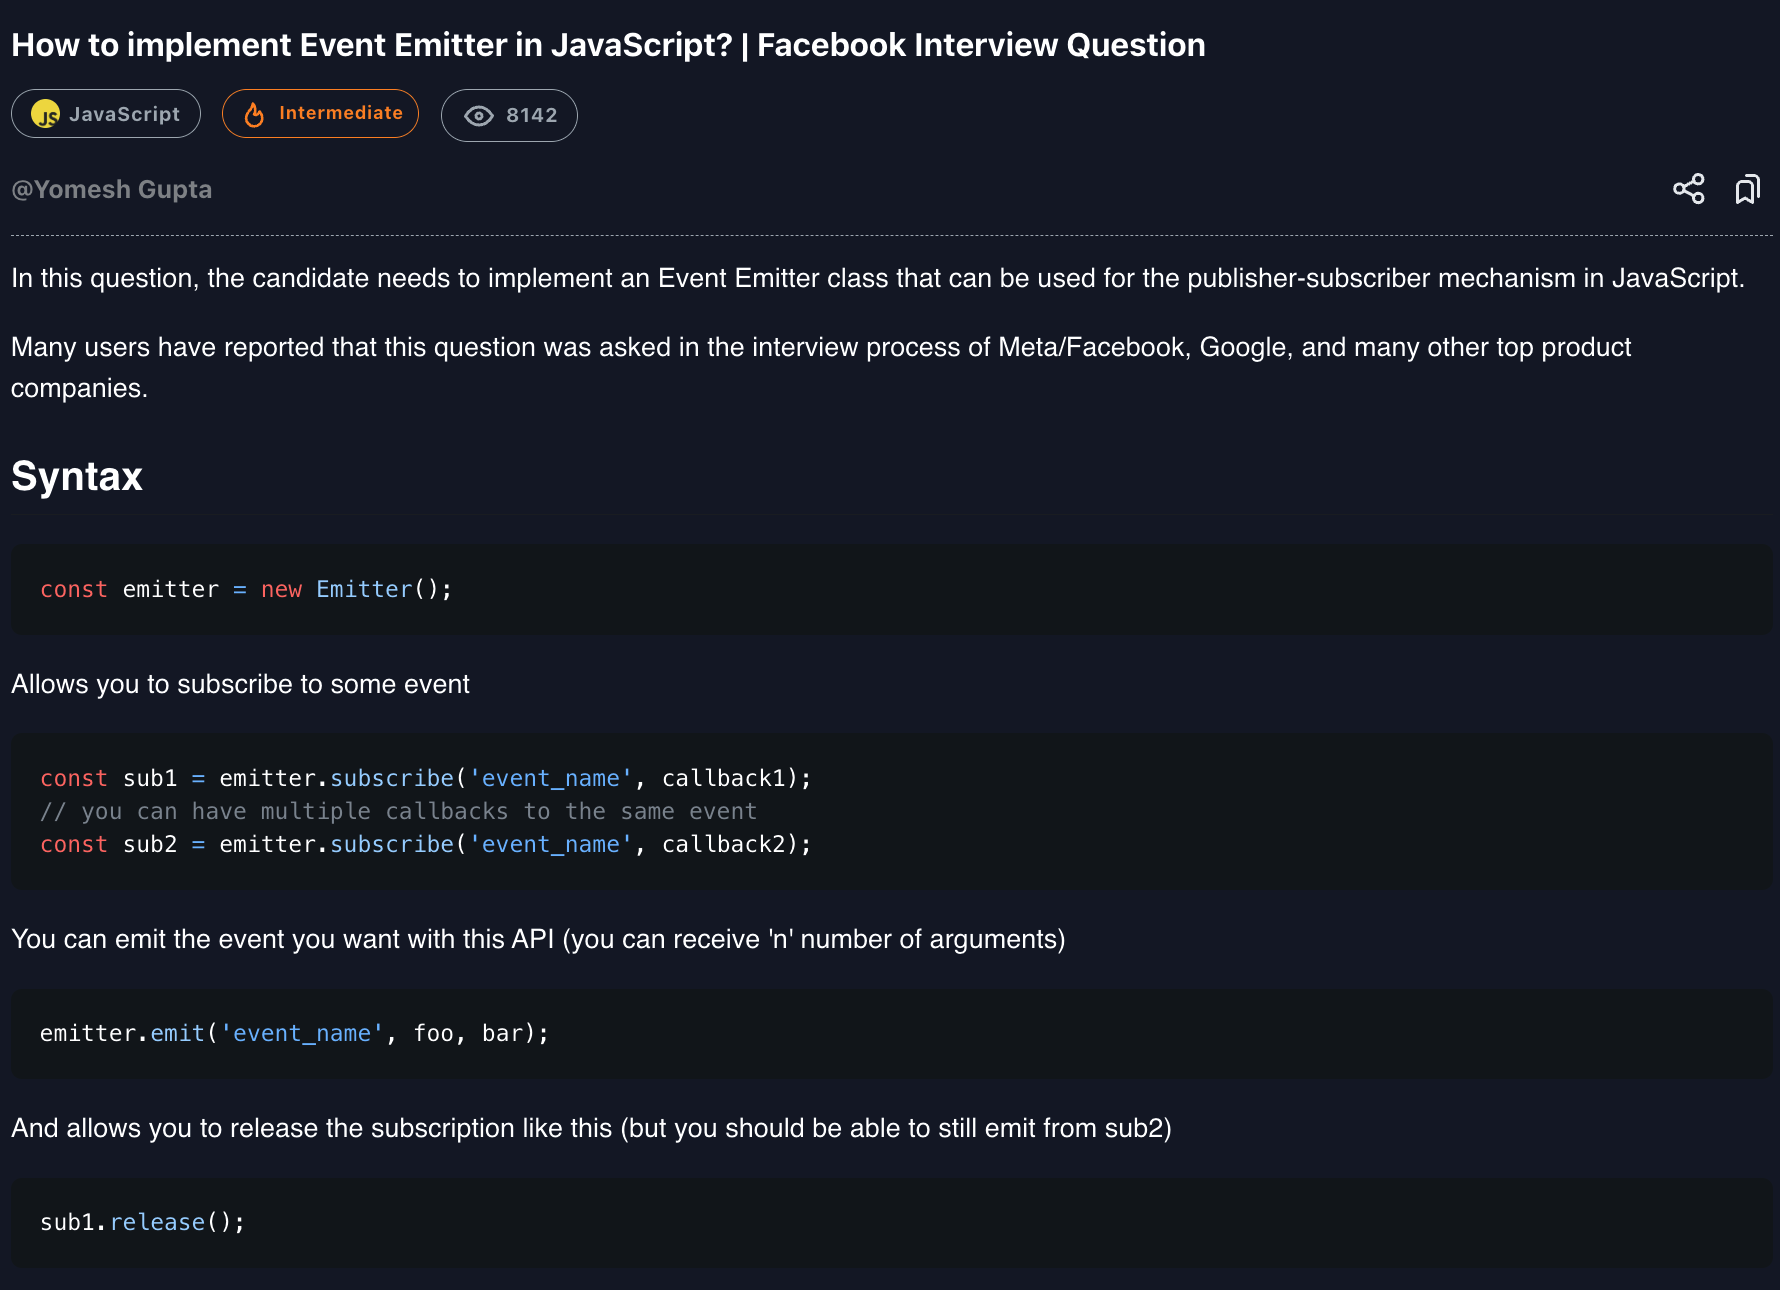 How to implement Event Emitter in JavaScript? | Facebook Interview Question
JS JavaScript Intermediate 8142
@Yomesh Gupta
In this question, the candidate needs to implement an Event Emitter class that can be used for the publisher-subscriber mechanism in JavaScript.
Many users have reported that this question was asked in the interview process of Meta/Facebook, Google, and many other top product
companies.
Syntax
const emitter = new Emitter();
Allows you to subscribe to some event
const sub1 = emitter.subscribe('event_name', callback1);
// you can have multiple callbacks to the same event
const sub2 = emitter.subscribe('event_name', callback2);
You can emit the event you want with this API (you can receive 'n' number of arguments)
emitter.emit('event_name', foo, bar);
And allows you to release the subscription like this (but you should be able to still emit from sub2)
sub1.release();